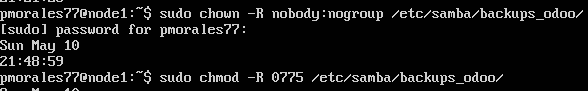 pmorales77@node1:~$ sudo chown -R nobody:nogroup /etc/samba/backups_odoo/
[sudo] password for pmorales77:
Sun May 10
21:48:59
pmorales77@node1:~$ sudo chmod -R 0775 /etc/samba/backups_odoo/